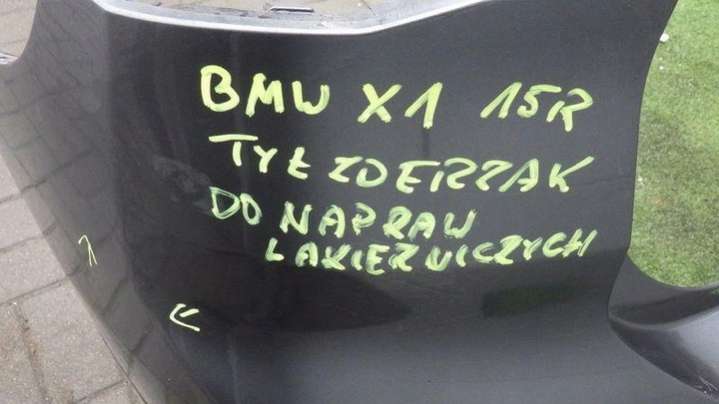 BMW X1 15R
TYŁ ZDERZAK
DO NAPRAW
LAKIERNICZYCH